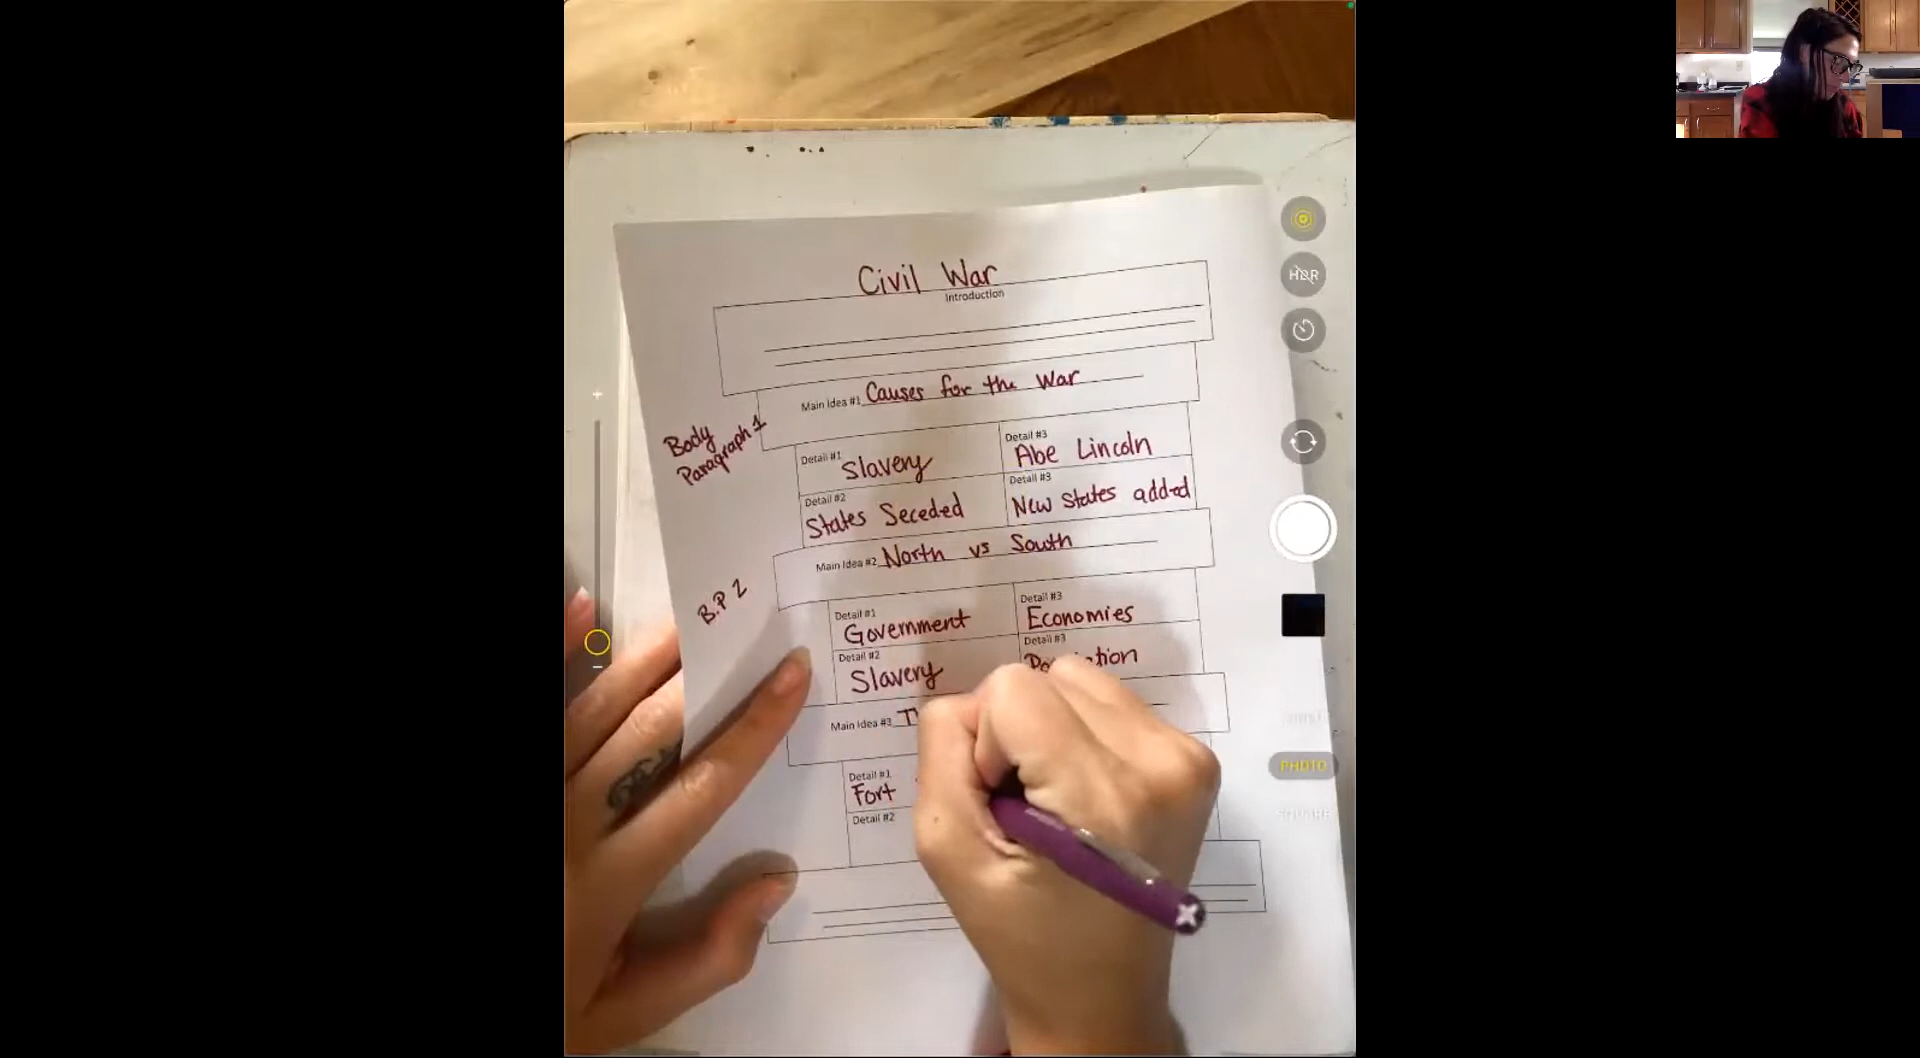 Civil War
Introduction
Main Idea #1 Causes for the War
Body
Paragraph 1
Detail #1 Slavery
Detail #3 Abe Lincoln
Detail #2 States Seceded
Detail #3 New States added
Main Idea #2 North vs South
B.P 2
Detail #1 Government
Detail #3 Economies
Detail #2 Slavery
Detail #3
Main Idea #3
Detail #1 Fort
Detail #2
HDR
PHOTO
SQUARE